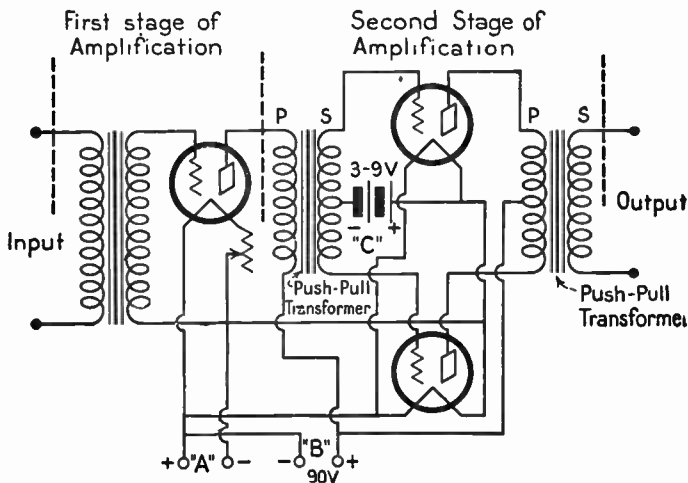 First stage of
Amplification
Second Stage of
Amplification
P S
P S
3-9V
- +
"C"
Input
Output
Push-Pull
Transformer
Push-Pull
Transformer
+ "A" -
- "B" +
90V